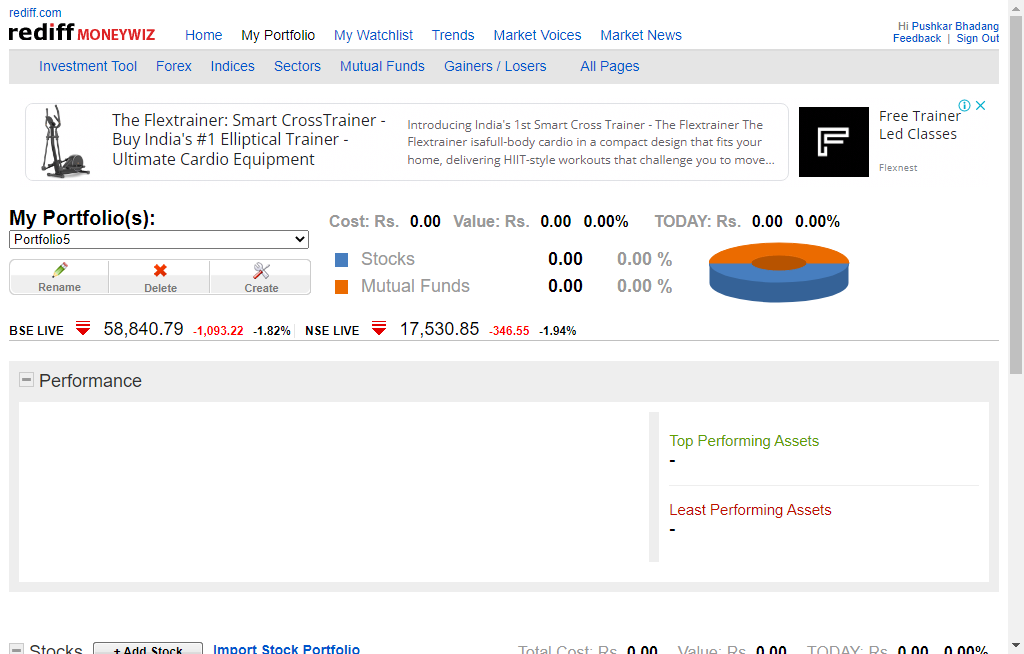 rediff.com
rediff MONEYWIZ Home My Portfolio My Watchlist Trends Market Voices Market News
Hi Pushkar Bhadang
Feedback | Sign Out
Investment Tool Forex Indices Sectors Mutual Funds Gainers / Losers All Pages
The Flextrainer: Smart CrossTrainer -
Buy India's #1 Elliptical Trainer -
Ultimate Cardio Equipment
Introducing India's 1st Smart Cross Trainer - The Flextrainer The
Flextrainer isafull-body cardio in a compact design that fits your
home, delivering HIIT-style workouts that challenge you to move...
Free Trainer
Led Classes
Flexnest
My Portfolio(s):
Portfolio5
Rename Delete Create
Cost: Rs. 0.00 Value: Rs. 0.00 0.00% TODAY: Rs. 0.00 0.00%
Stocks 0.00 0.00 %
Mutual Funds 0.00 0.00 %
BSE LIVE 58,840.79 -1,093.22 -1.82% NSE LIVE 17,530.85 -346.55 -1.94%
Performance
Top Performing Assets
-
Least Performing Assets
-
Stocks + Add Stock Import Stock Portfolio Total Cost: Rs. 0.00 Value: Rs. 0.00 TODAY: Rs. 0.00 0.00%